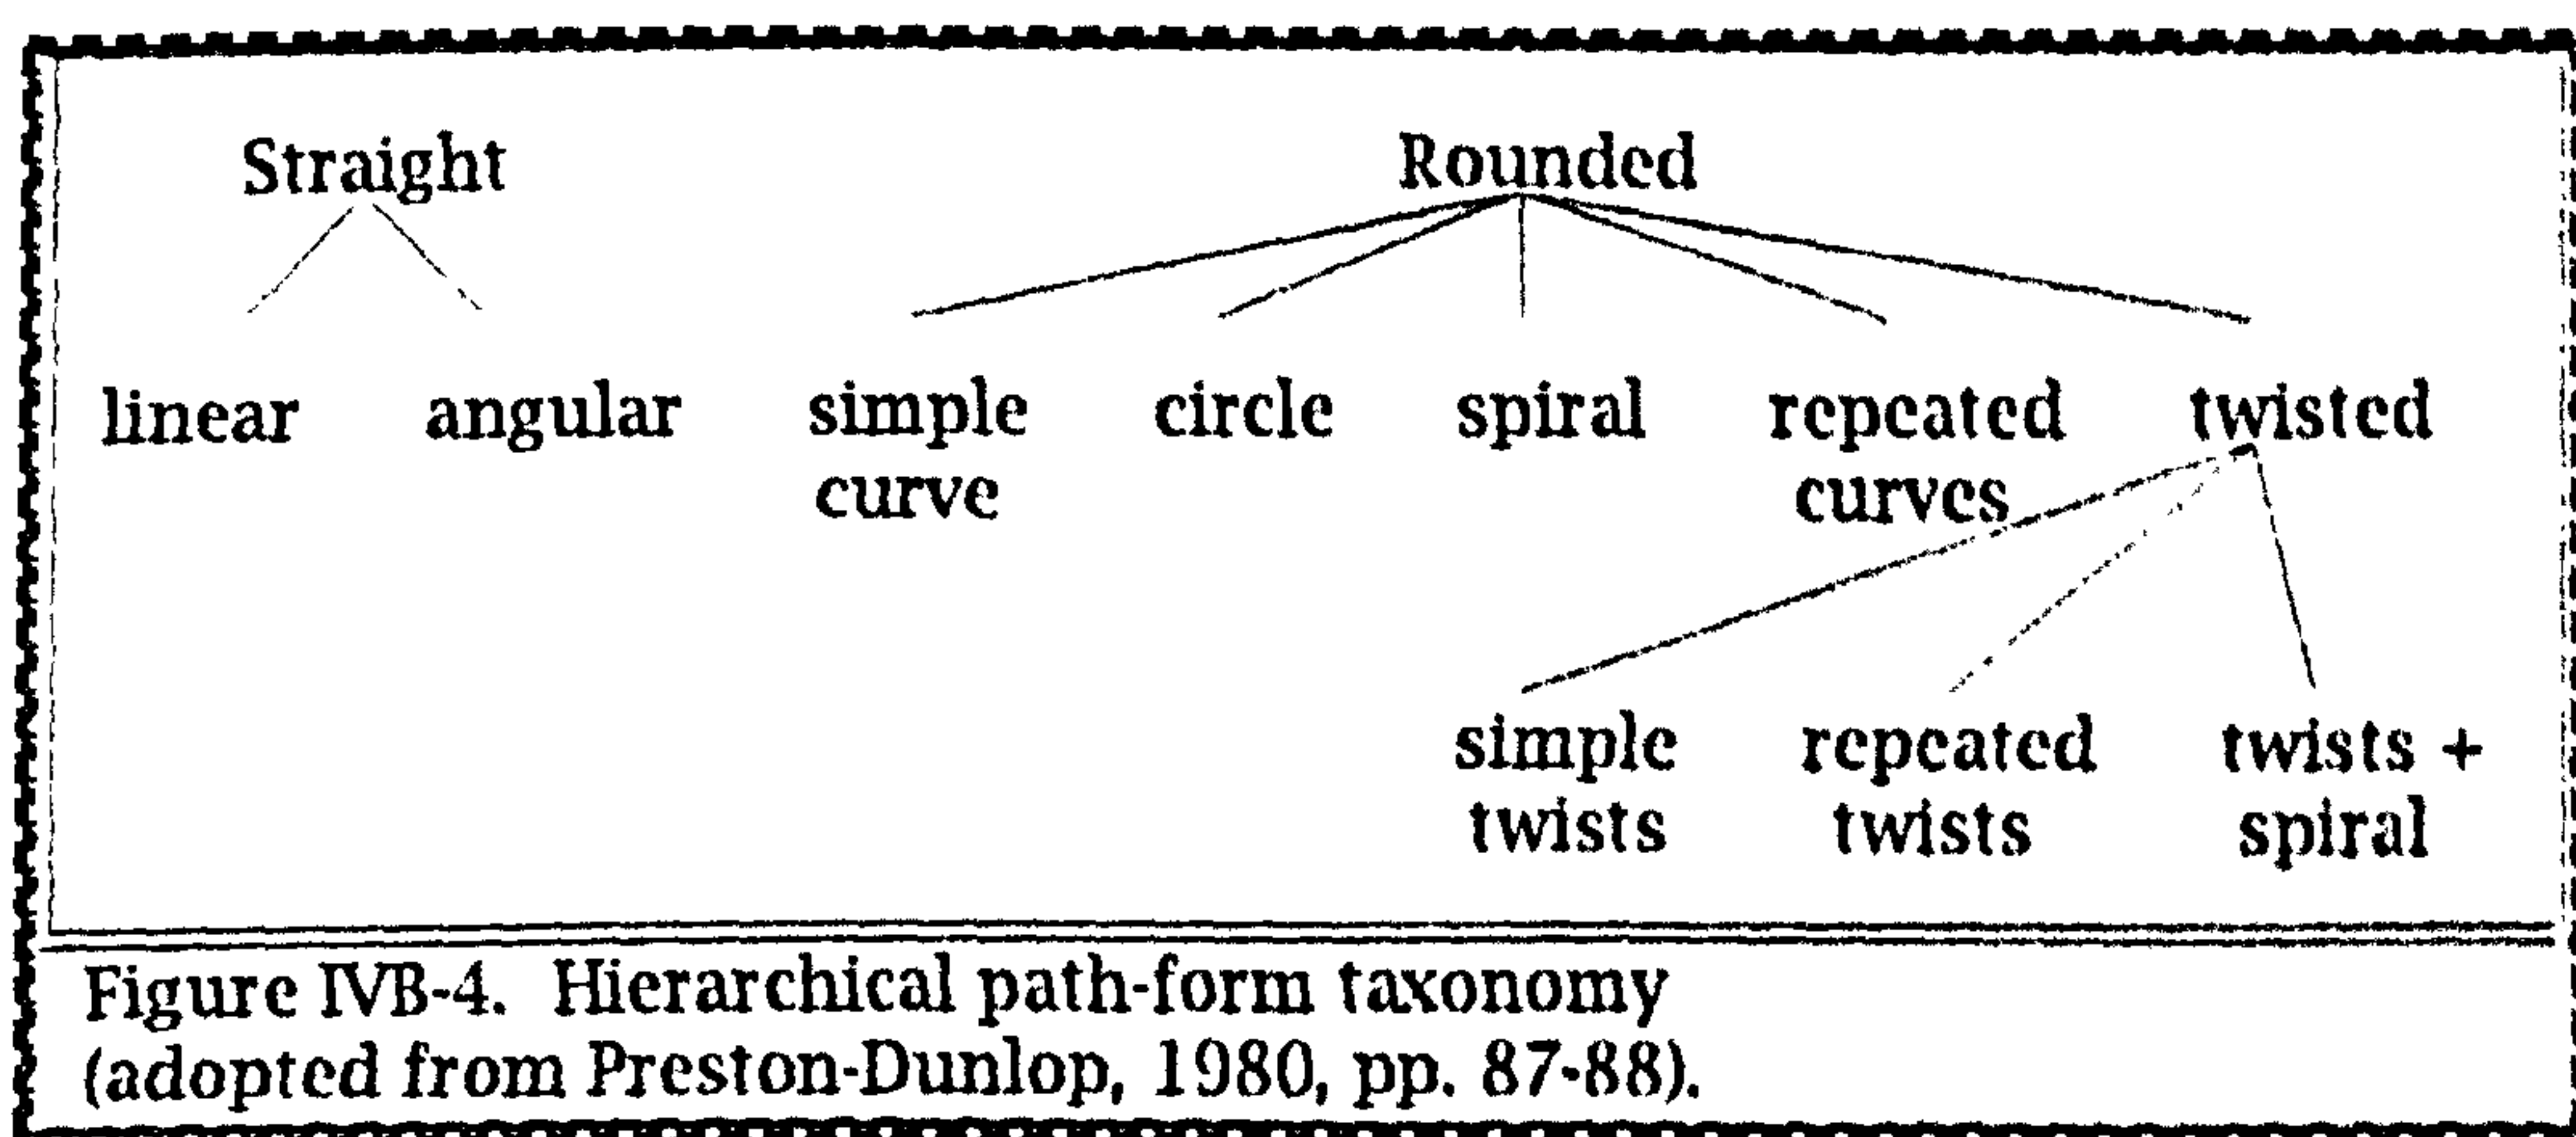 Straight Rounded
linear angular simple circle spiral repeated twisted
curve curves
simple repeated twists +
twists twists spiral
Figure IVB-4. Hierarchical path-form taxonomy
(adopted from Preston-Dunlop, 1980, pp. 87-88).